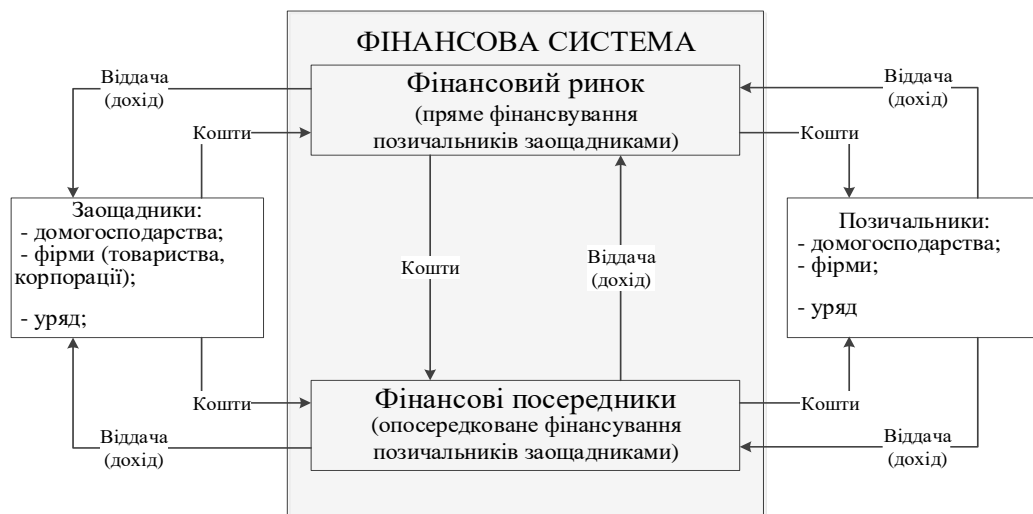 ФІНАНСОВА СИСТЕМА
Віддача
(дохід)
Кошти
Фінансовий ринок
(пряме фінансвування
позичальників заощадниками)
Віддача
(дохід)
Кошти
Заощадники:
- домогосподарства;
- фірми (товариства,
корпорації);
- уряд;
Кошти
Віддача
(дохід)
Позичальники:
- домогосподарства;
- фірми;
- уряд
Кошти
Віддача
(дохід)
Фінансові посередники
(опосередковане фінансування
позичальників заощадниками)
Кошти
Віддача
(дохід)